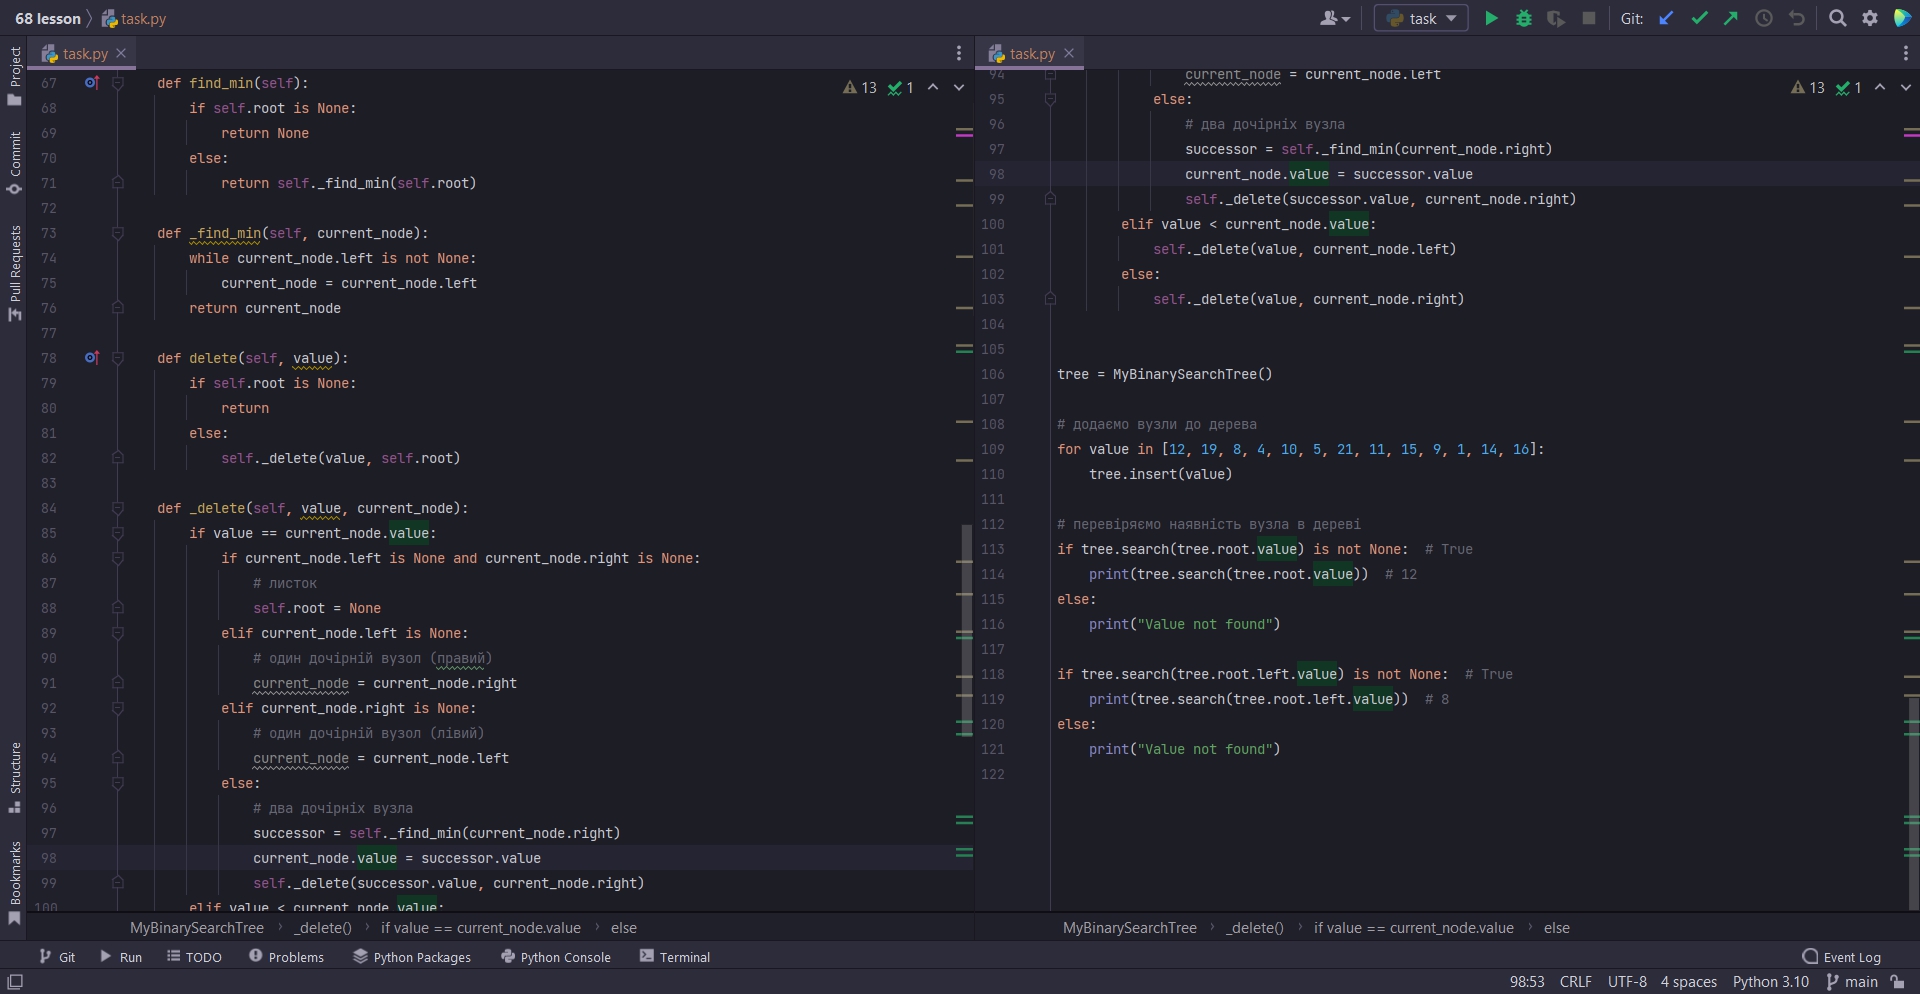 68 lesson
task.py
task
Git:
Project
Commit
Pull Requests
Structure
Bookmarks
task.py
13
1
67 def find_min(self):
68 if self.root is None:
69 return None
70 else:
71 return self._find_min(self.root)
72
73 def _find_min(self, current_node):
74 while current_node.left is not None:
75 current_node = current_node.left
76 return current_node
77
78 def delete(self, value):
79 if self.root is None:
80 return
81 else:
82 self._delete(value, self.root)
83
84 def _delete(self, value, current_node):
85 if value == current_node.value:
86 if current_node.left is None and current_node.right is None:
87 # листок
88 self.root = None
89 elif current_node.left is None:
90 # один дочірній вузол (правий)
91 current_node = current_node.right
92 elif current_node.right is None:
93 # один дочірній вузол (лівий)
94 current_node = current_node.left
95 else:
96 # два дочірніх вузла
97 successor = self._find_min(current_node.right)
98 current_node.value = successor.value
99 self._delete(successor.value, current_node.right)
100 elif value < current_node.value:
MyBinarySearchTree
_delete()
if value == current_node.value
else
task.py
13
1
94 current_node = current_node.left
95 else:
96 # два дочірніх вузла
97 successor = self._find_min(current_node.right)
98 current_node.value = successor.value
99 self._delete(successor.value, current_node.right)
100 elif value < current_node.value:
101 self._delete(value, current_node.left)
102 else:
103 self._delete(value, current_node.right)
104
105
106 tree = MyBinarySearchTree()
107
108 # додаємо вузли до дерева
109 for value in [12, 19, 8, 4, 10, 5, 21, 11, 15, 9, 1, 14, 16]:
110 tree.insert(value)
111
112 # перевіряємо наявність вузла в дереві
113 if tree.search(tree.root.value) is not None:  # True
114 print(tree.search(tree.root.value))  # 12
115 else:
116 print("Value not found")
117
118 if tree.search(tree.root.left.value) is not None:  # True
119 print(tree.search(tree.root.left.value))  # 8
120 else:
121 print("Value not found")
122
MyBinarySearchTree
_delete()
if value == current_node.value
else
Git
Run
TODO
Problems
Python Packages
Python Console
Terminal
Event Log
98:53
CRLF
UTF-8
4 spaces
Python 3.10
main